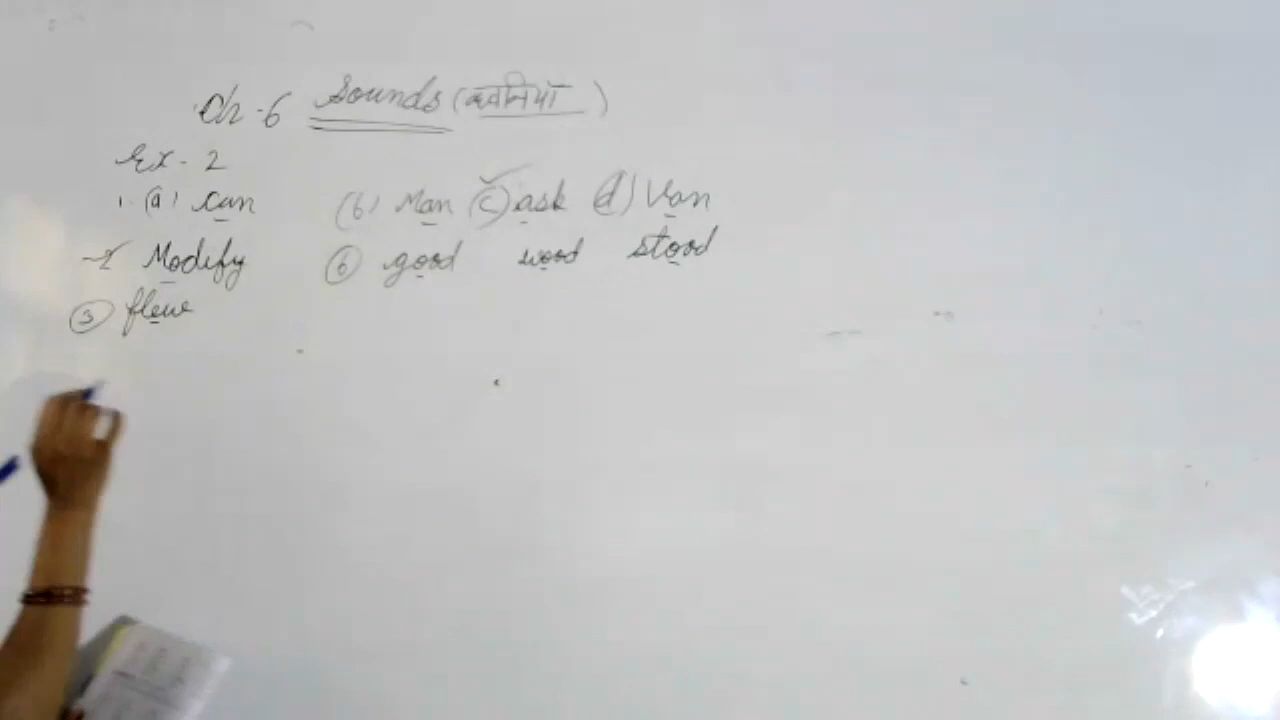 Ch-6 Sounds (ध्वनियाँ)
Ex-2
1. (a) can (b) Man (c) ask (d) Van
2 Modify (6) good wood stood
(3) flew